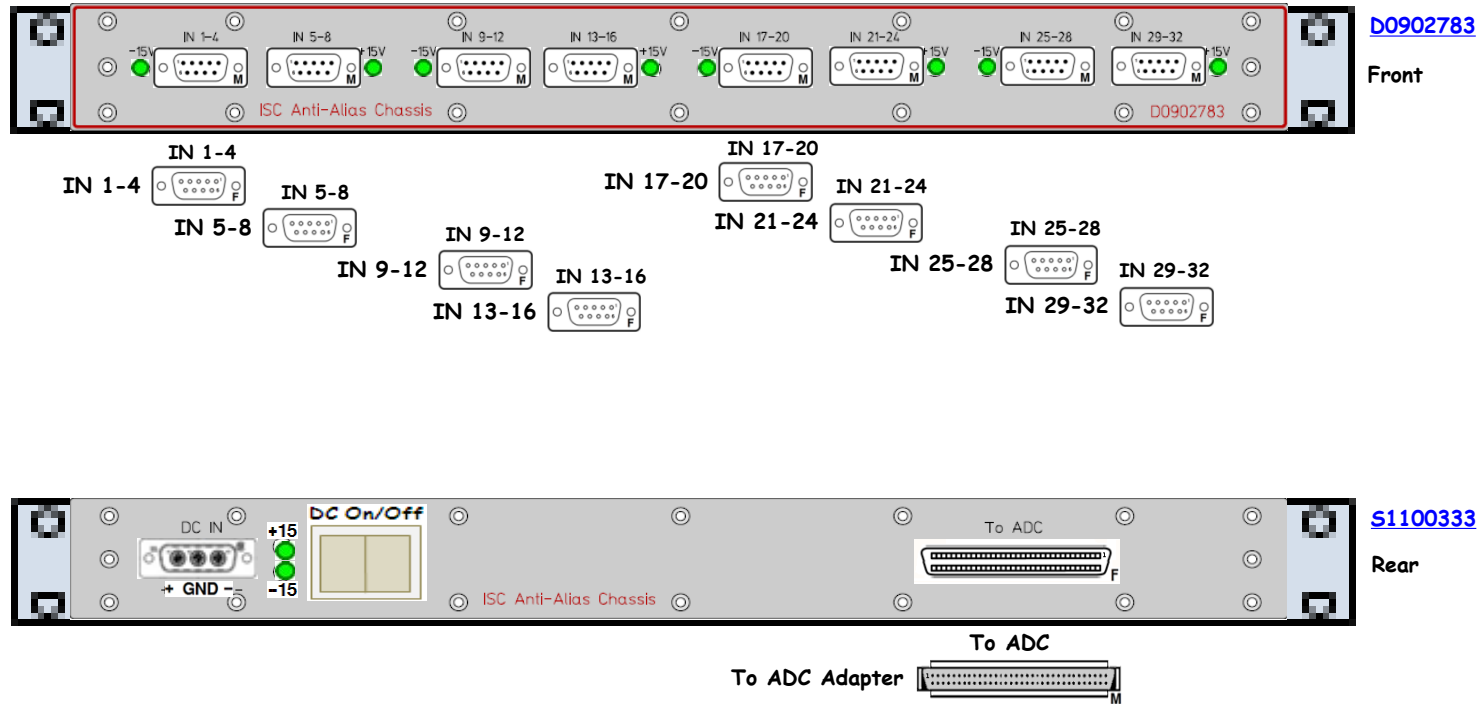 D0902783
Front
IN 1-4 IN 5-8 IN 9-12 IN 13-16 IN 17-20 IN 21-24 IN 25-28 IN 29-32
-15V +15V -15V +15V -15V +15V -15V +15V
M M M M M M M M
ISC Anti-Alias Chassis D0902783
IN 1-4
IN 1-4 F
IN 5-8
IN 5-8 F
IN 9-12
IN 9-12 F
IN 13-16
IN 13-16 F
IN 17-20
IN 17-20 F
IN 21-24
IN 21-24 F
IN 25-28
IN 25-28 F
IN 29-32
IN 29-32 F
S1100333
Rear
DC IN
+ GND -
+15
-15
DC On/Off
ISC Anti-Alias Chassis
To ADC
1
F
To ADC
To ADC Adapter
1
M